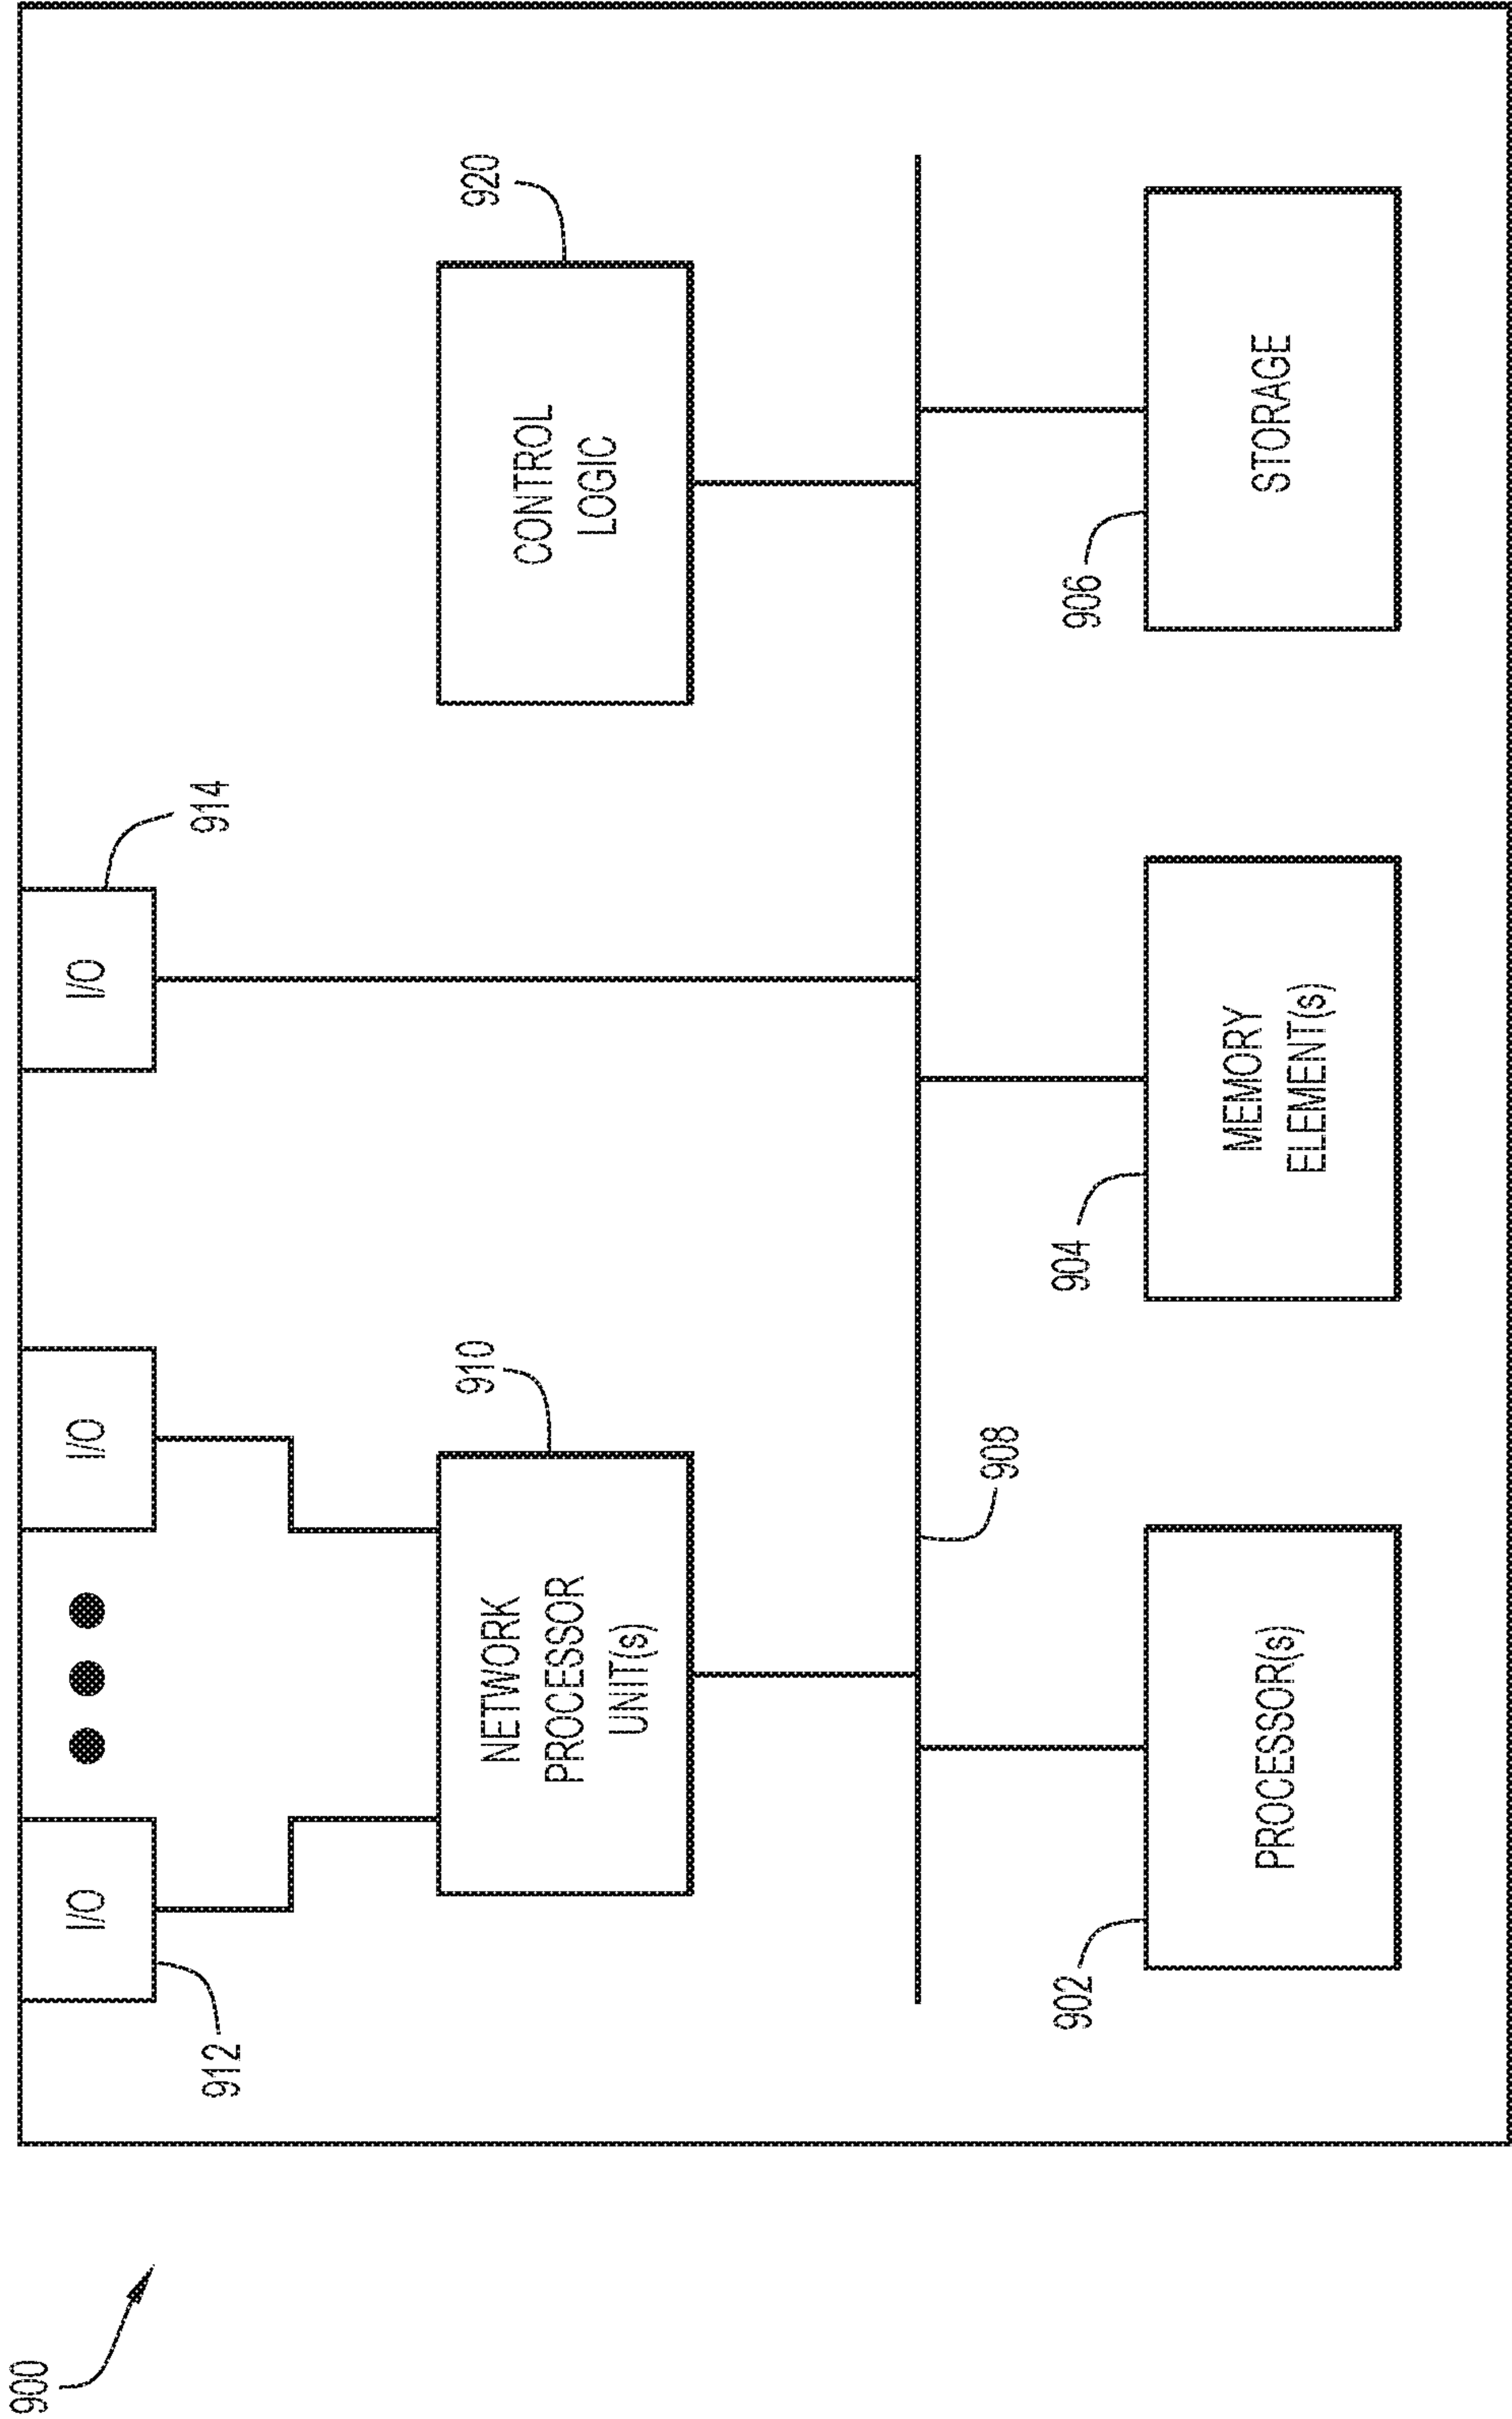 900
912
I/O
I/O
I/O
914
910
NETWORK
PROCESSOR
UNIT(s)
920
CONTROL
LOGIC
908
902
PROCESSOR(s)
904
MEMORY
ELEMENT(s)
906
STORAGE